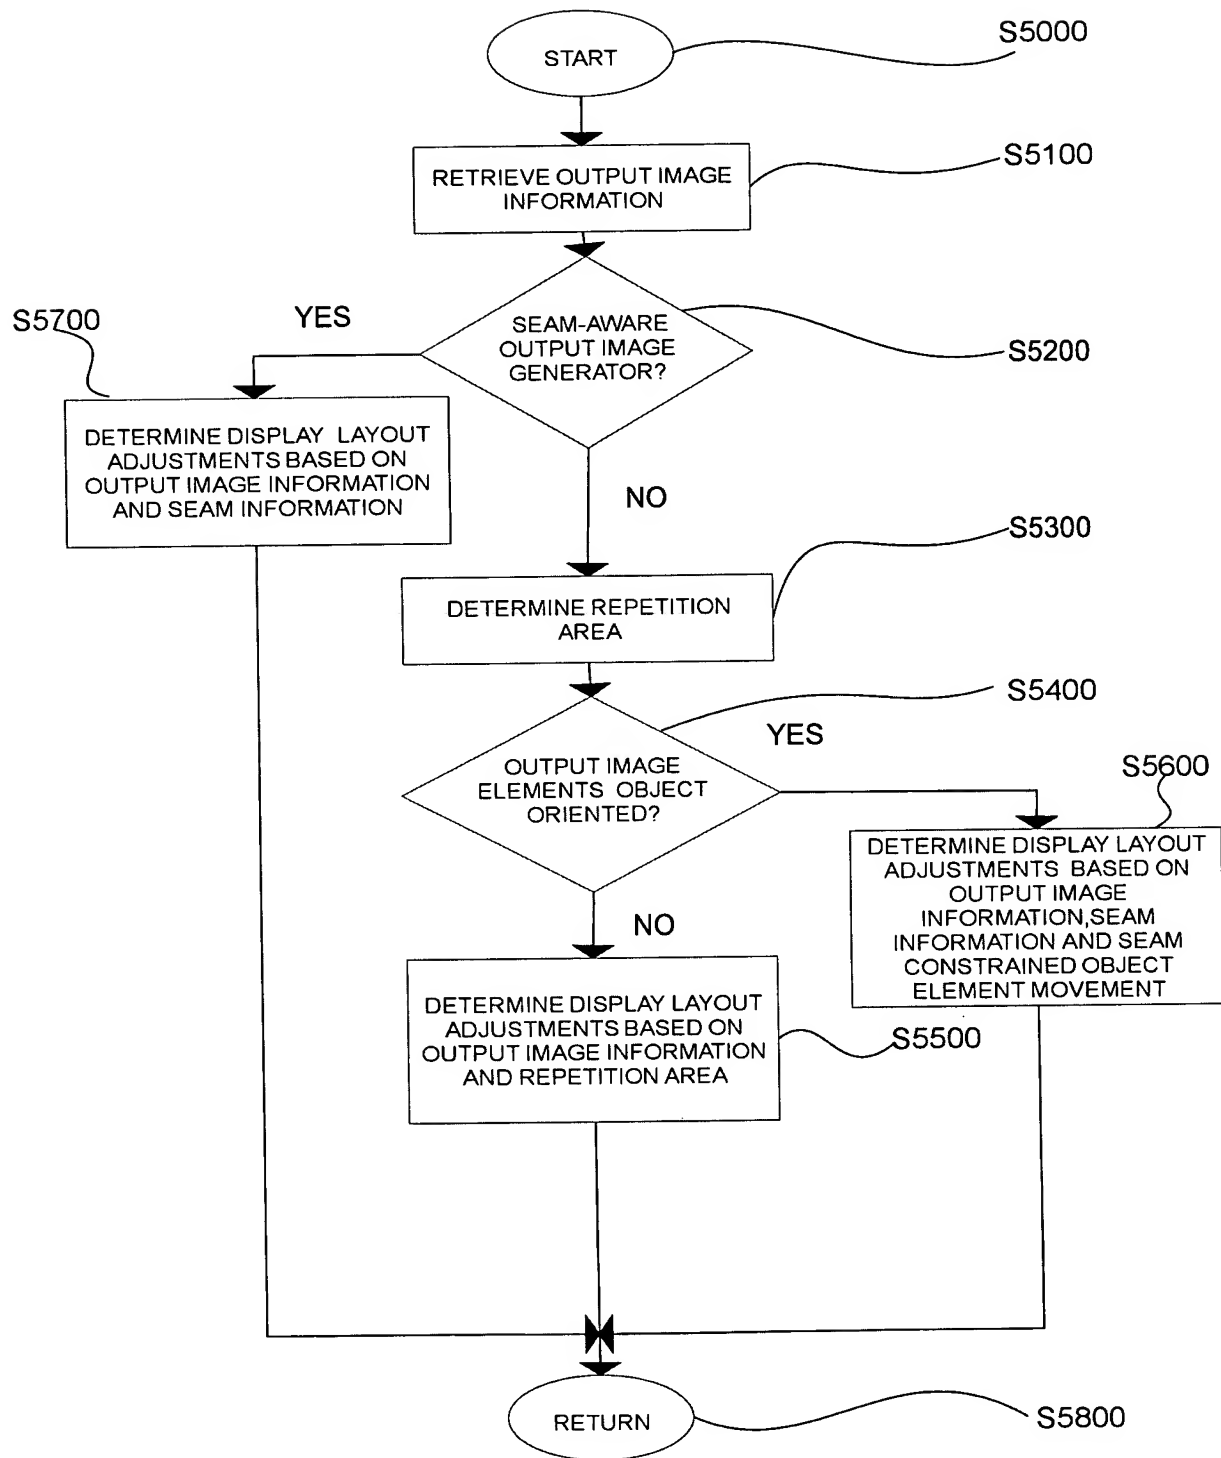 START
S5000
RETRIEVE OUTPUT IMAGE
INFORMATION
S5100
SEAM-AWARE
OUTPUT IMAGE
GENERATOR?
S5200
YES
S5700
DETERMINE DISPLAY LAYOUT
ADJUSTMENTS BASED ON
OUTPUT IMAGE INFORMATION
AND SEAM INFORMATION
NO
S5300
DETERMINE REPETITION
AREA
S5400
OUTPUT IMAGE
ELEMENTS OBJECT
ORIENTED?
YES
S5600
DETERMINE DISPLAY LAYOUT
ADJUSTMENTS BASED ON
OUTPUT IMAGE
INFORMATION,SEAM
INFORMATION AND SEAM
CONSTRAINED OBJECT
ELEMENT MOVEMENT
NO
DETERMINE DISPLAY LAYOUT
ADJUSTMENTS BASED ON
OUTPUT IMAGE INFORMATION
AND REPETITION AREA
S5500
RETURN
S5800